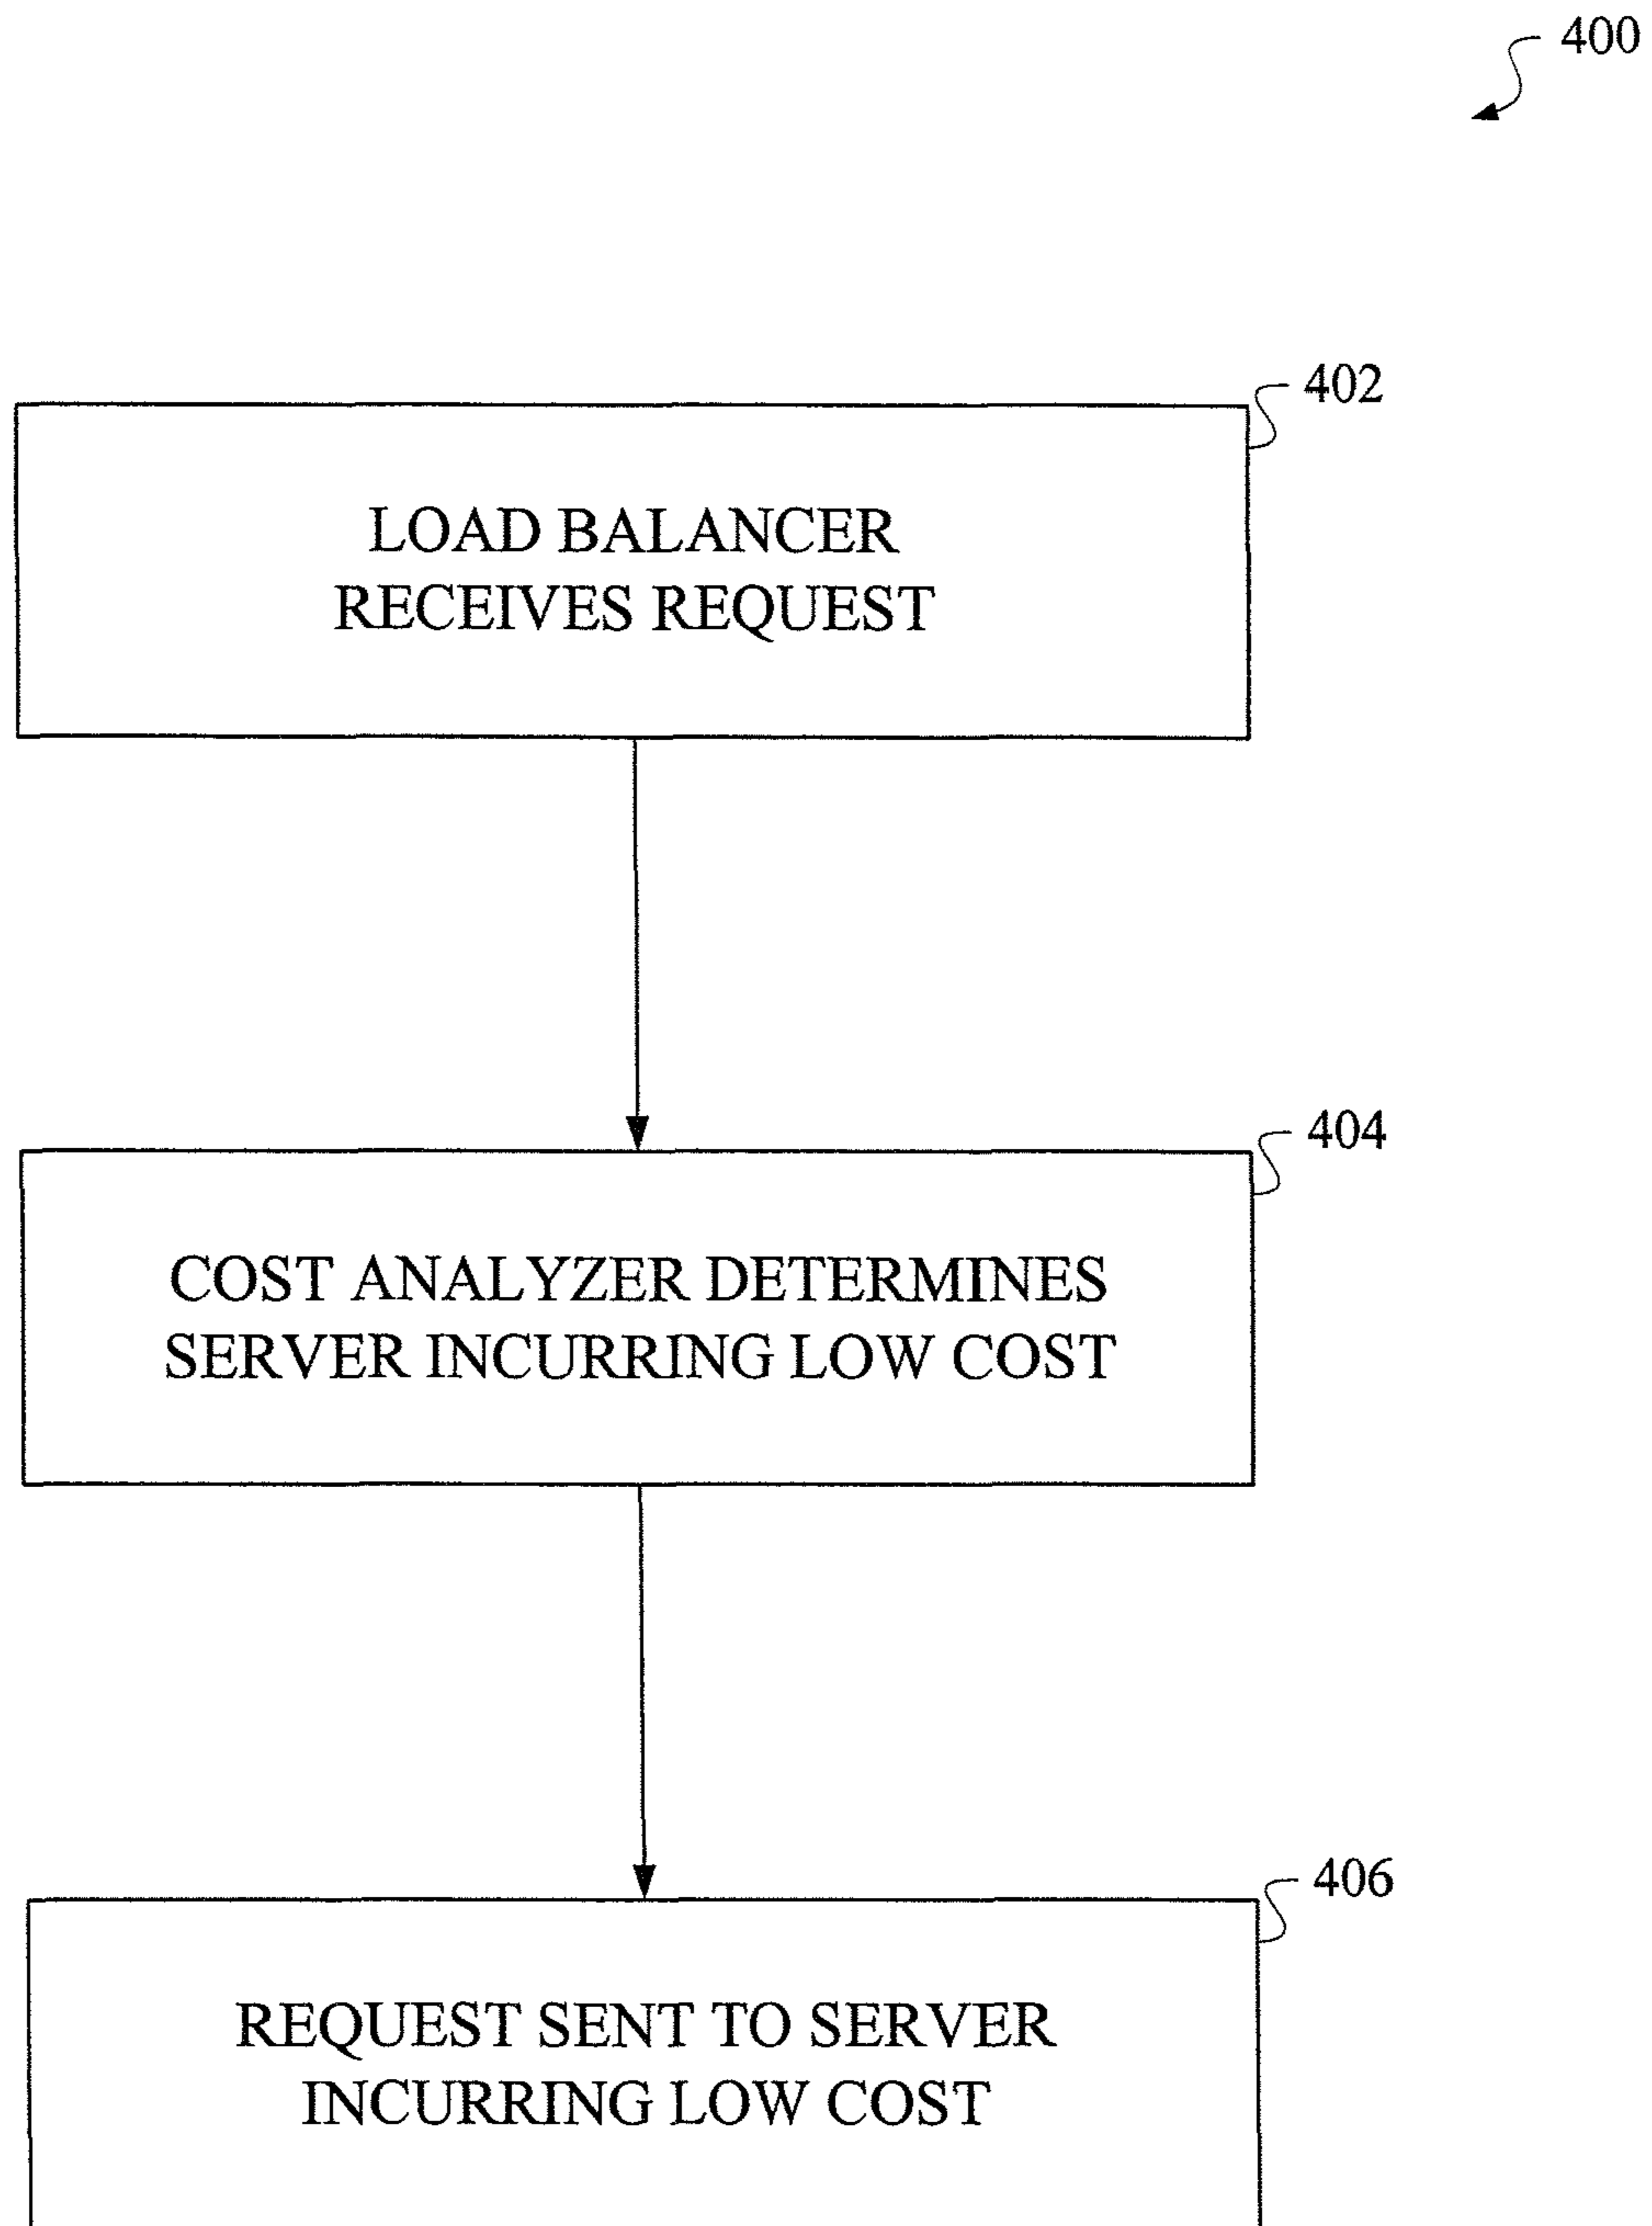 400
402
LOAD BALANCER
RECEIVES REQUEST
404
COST ANALYZER DETERMINES
SERVER INCURRING LOW COST
406
REQUEST SENT TO SERVER
INCURRING LOW COST